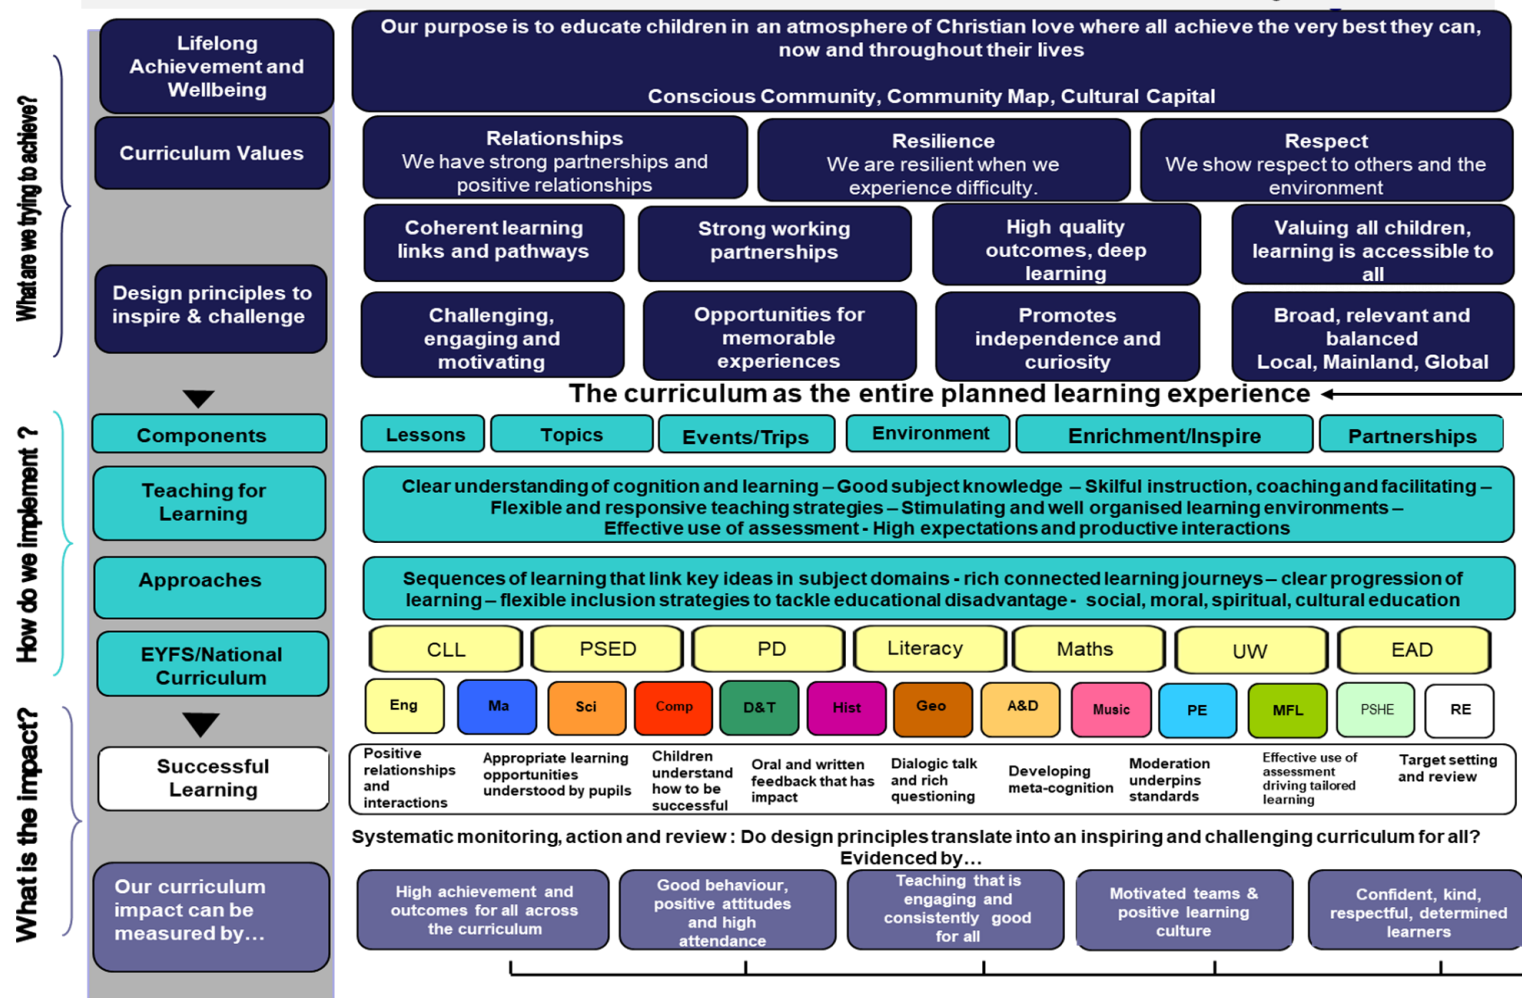 What are we trying to achieve?
Lifelong
Achievement and
Wellbeing
Our purpose is to educate children in an atmosphere of Christian love where all achieve the very best they can,
now and throughout their lives
Conscious Community, Community Map, Cultural Capital
Curriculum Values
Relationships
We have strong partnerships and
positive relationships
Resilience
We are resilient when we
experience difficulty.
Respect
We show respect to others and the
environment
Design principles to
inspire & challenge
Coherent learning
links and pathways
Strong working
partnerships
High quality
outcomes, deep
learning
Valuing all children,
learning is accessible to
all
Challenging,
engaging and
motivating
Opportunities for
memorable
experiences
Promotes
independence and
curiosity
Broad, relevant and
balanced
Local, Mainland, Global
The curriculum as the entire planned learning experience
How do we implement ?
Components
Lessons
Topics
Events/Trips
Environment
Enrichment/Inspire
Partnerships
Teaching for
Learning
Clear understanding of cognition and learning – Good subject knowledge – Skilful instruction, coaching and facilitating –
Flexible and responsive teaching strategies – Stimulating and well organised learning environments –
Effective use of assessment - High expectations and productive interactions
Approaches
Sequences of learning that link key ideas in subject domains - rich connected learning journeys – clear progression of
learning – flexible inclusion strategies to tackle educational disadvantage - social, moral, spiritual, cultural education
EYFS/National
Curriculum
CLL
PSED
PD
Literacy
Maths
UW
EAD
Eng
Ma
Sci
Comp
D&T
Hist
Geo
A&D
Music
PE
MFL
PSHE
RE
What is the impact?
Successful
Learning
Positive
relationships
and
interactions
Appropriate learning
opportunities
understood by pupils
Children
understand
how to be
successful
Oral and written
feedback that has
impact
Dialogic talk
and rich
questioning
Developing
meta-cognition
Moderation
underpins
standards
Effective use of
assessment
driving tailored
learning
Target setting
and review
Systematic monitoring, action and review : Do design principles translate into an inspiring and challenging curriculum for all?
Evidenced by…
Our curriculum
impact can be
measured by…
High achievement and
outcomes for all across
the curriculum
Good behaviour,
positive attitudes
and high
attendance
Teaching that is
engaging and
consistently good
for all
Motivated teams &
positive learning
culture
Confident, kind,
respectful, determined
learners